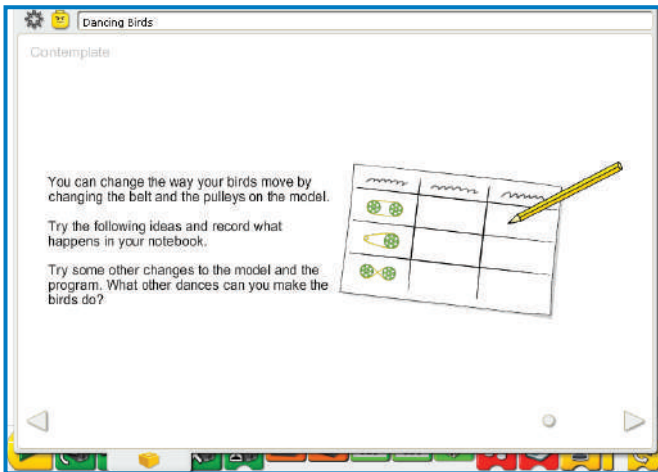 Dancing Birds
Contemplate
You can change the way your birds move by
changing the belt and the pulleys on the model.
Try the following ideas and record what
happens in your notebook.
Try some other changes to the model and the
program. What other dances can you make the
birds do?